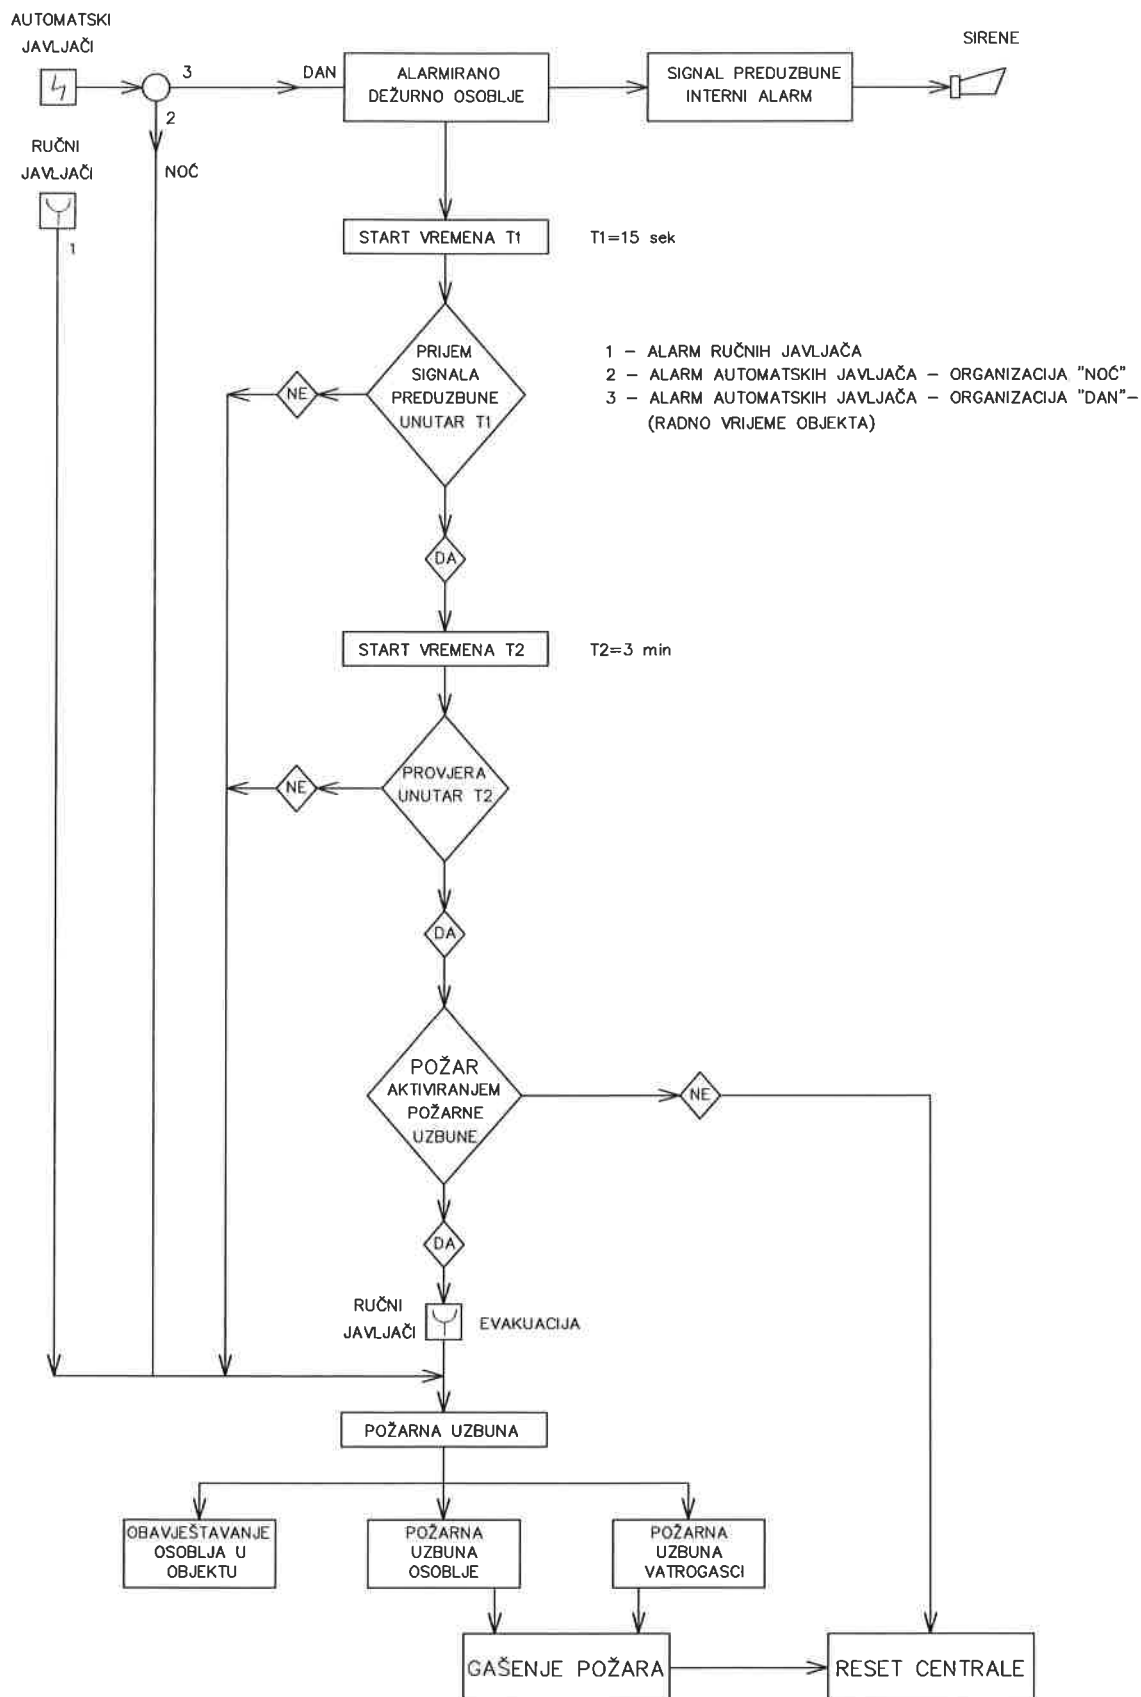 AUTOMATSKI
JAVLJAČI
3
DAN
2
NOĆ
ALARMIRANO
DEŽURNO OSOBLJE
SIGNAL PREDUZBUNE
INTERNI ALARM
SIRENE
RUČNI
JAVLJAČI
1
START VREMENA T1
T1=15 sek
PRIJEM
SIGNALA
PREDUZBUNE
UNUTAR T1
NE
1 – ALARM RUČNIH JAVLJAČA
2 – ALARM AUTOMATSKIH JAVLJAČA – ORGANIZACIJA "NOĆ"
3 – ALARM AUTOMATSKIH JAVLJAČA – ORGANIZACIJA "DAN"–
(RADNO VRIJEME OBJEKTA)
DA
START VREMENA T2
T2=3 min
PROVJERA
UNUTAR T2
NE
DA
POŽAR
AKTIVIRANJEM
POŽARNE
UZBUNE
NE
DA
RUČNI
JAVLJAČI
EVAKUACIJA
POŽARNA UZBUNA
OBAVJEŠTAVANJE
OSOBLJA U
OBJEKTU
POŽARNA
UZBUNA
OSOBLJE
POŽARNA
UZBUNA
VATROGASCI
GAŠENJE POŽARA
RESET CENTRALE